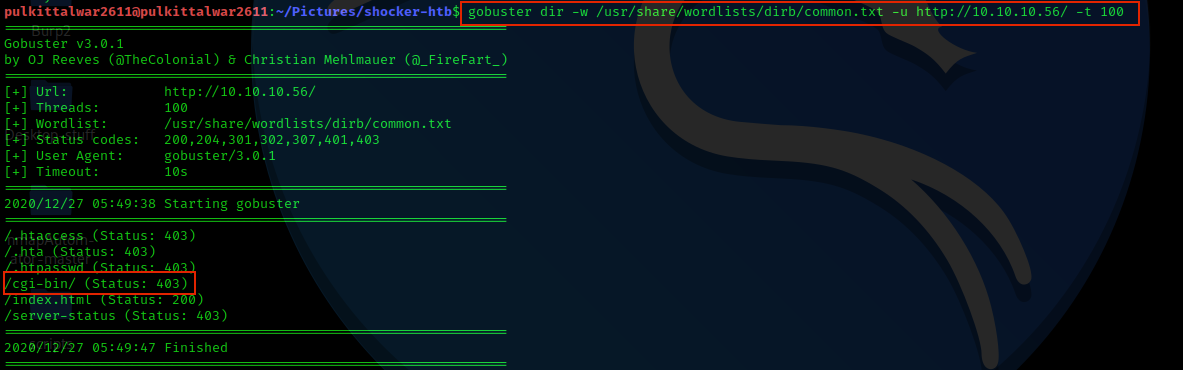 pulkittalwar2611@pulkittalwar2611:~/Pictures/shocker-htb$ gobuster dir -w /usr/share/wordlists/dirb/common.txt -u http://10.10.10.56/ -t 100
Burp2
===============================================================
Gobuster v3.0.1
by OJ Reeves (@TheColonial) & Christian Mehlmauer (@_FireFart_)
===============================================================
[+] Url:            http://10.10.10.56/
[+] Threads:        100
[+] Wordlist:       /usr/share/wordlists/dirb/common.txt
[+] Status codes:   200,204,301,302,307,401,403
[+] User Agent:     gobuster/3.0.1
[+] Timeout:        10s
===============================================================
2020/12/27 05:49:38 Starting gobuster
===============================================================
/.htaccess (Status: 403)
/.hta (Status: 403)
/.htpasswd (Status: 403)
/cgi-bin/ (Status: 403)
/index.html (Status: 200)
/server-status (Status: 403)
===============================================================
2020/12/27 05:49:47 Finished
===============================================================